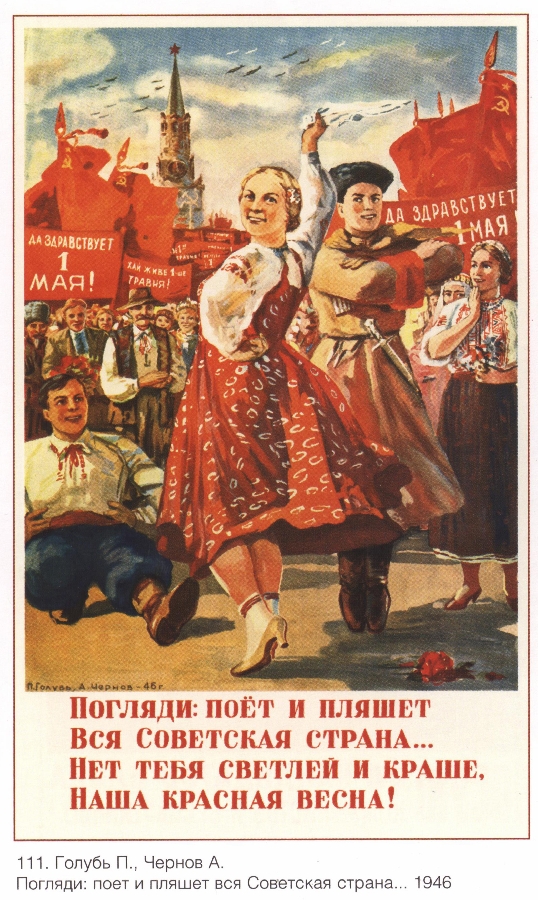 ДА ЗДРАВСТВУЕТ
1
МАЯ!
ХАЙ ЖИВЕ 1-ШЕ
ТРАВНЯ!
ДА ЗДРАВСТВУЕТ
1 МАЯ!
П. Голубь, А. Чернов - 46 г.
ПОГЛЯДИ: ПОЁТ И ПЛЯШЕТ
ВСЯ СОВЕТСКАЯ СТРАНА...
НЕТ ТЕБЯ СВЕТЛЕЙ И КРАШЕ,
НАША КРАСНАЯ ВЕСНА!
111. Голубь П., Чернов А.
Погляди: поет и пляшет вся Советская страна... 1946